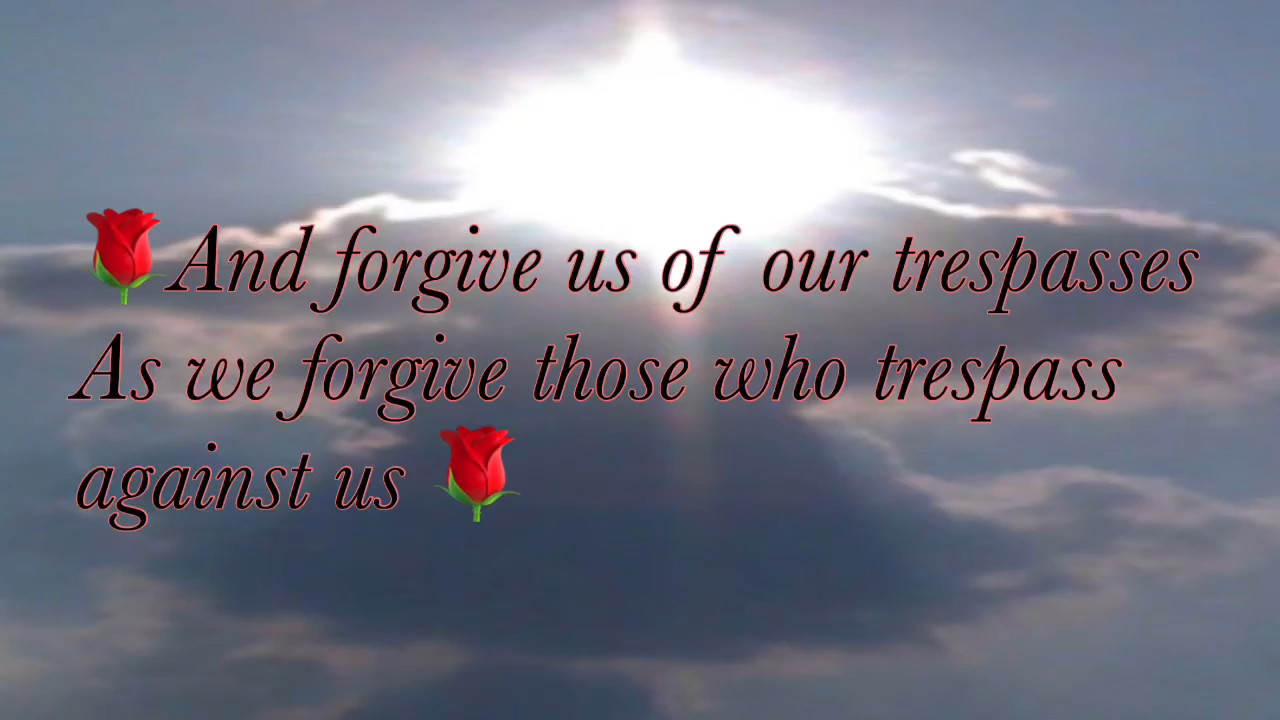 🌹And forgive us of our trespasses
As we forgive those who trespass
against us 🌹